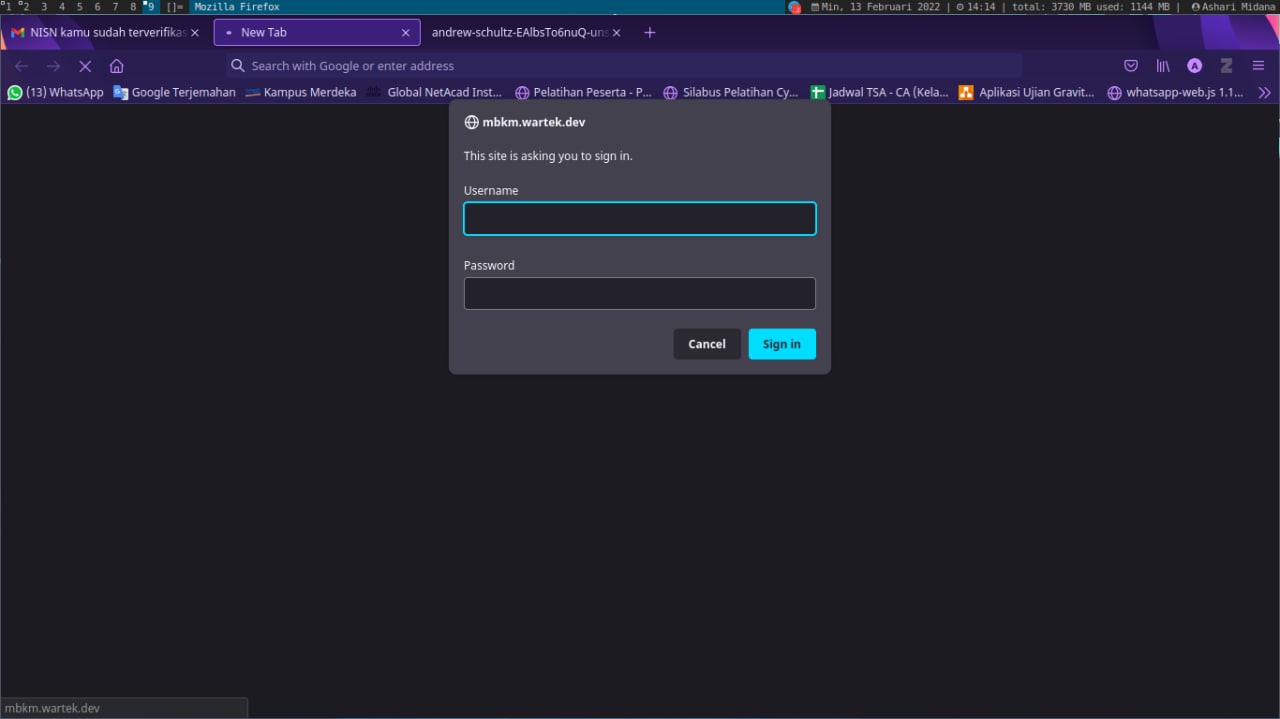 1 2 3 4 5 6 7 8 9 []= Mozilla Firefox Min, 13 Februari 2022 | 14:14 | total: 3730 MB used: 1144 MB | Ashari Midana
NISN kamu sudah terverifikas New Tab andrew-schultz-EAlbsTo6nuQ-uns
Search with Google or enter address
(13) WhatsApp Google Terjemahan Kampus Merdeka Global NetAcad Inst... Pelatihan Peserta - P... Silabus Pelatihan Cy... Jadwal TSA - CA (Kela... Aplikasi Ujian Gravit... whatsapp-web.js 1.1...
mbkm.wartek.dev
This site is asking you to sign in.
Username
Password
Cancel Sign in
mbkm.wartek.dev